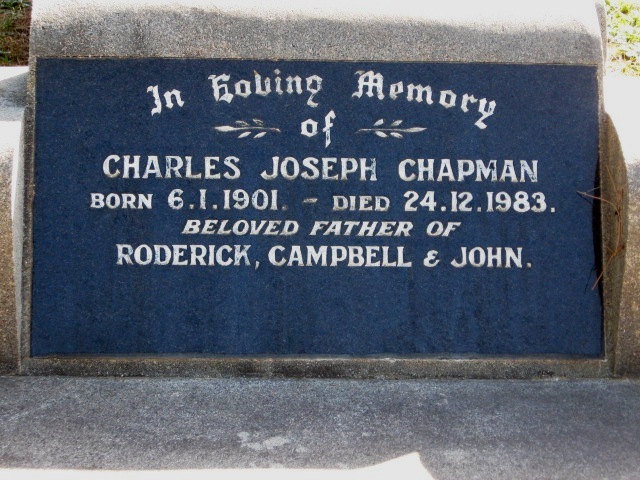 In Loving Memory
of
CHARLES JOSEPH CHAPMAN
BORN 6.1.1901. - DIED 24.12.1983.
BELOVED FATHER OF
RODERICK, CAMPBELL & JOHN.